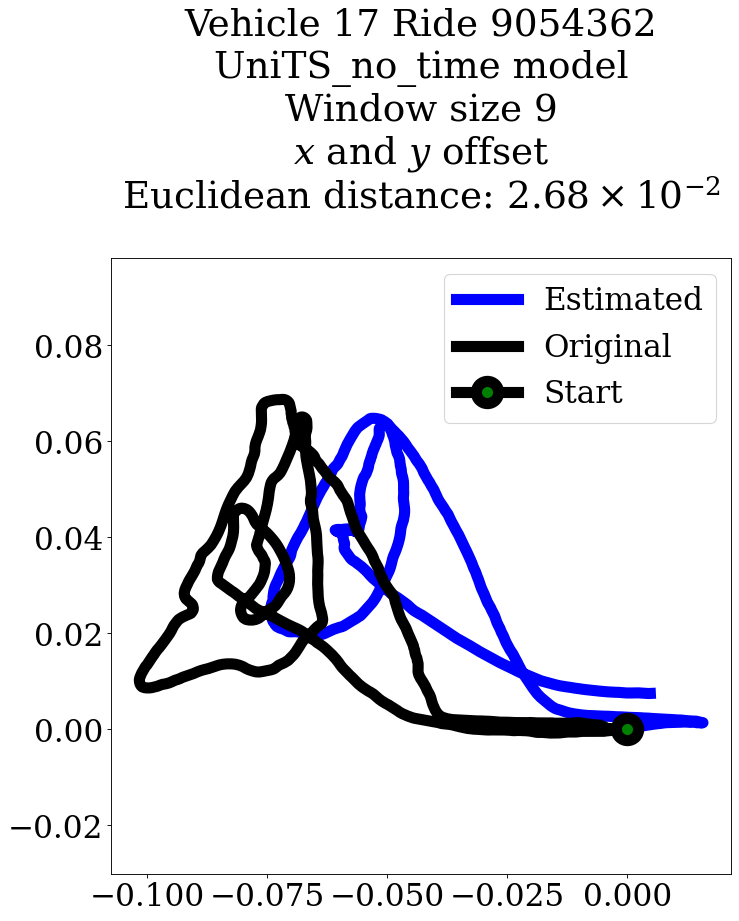 Vehicle 17 Ride 9054362
UniTS_no_time model
Window size 9
x and y offset
Euclidean distance: 2.68 × 10⁻²
Estimated
Original
Start
0.08
0.06
0.04
0.02
0.00
−0.02
−0.100 −0.075 −0.050 −0.025 0.000